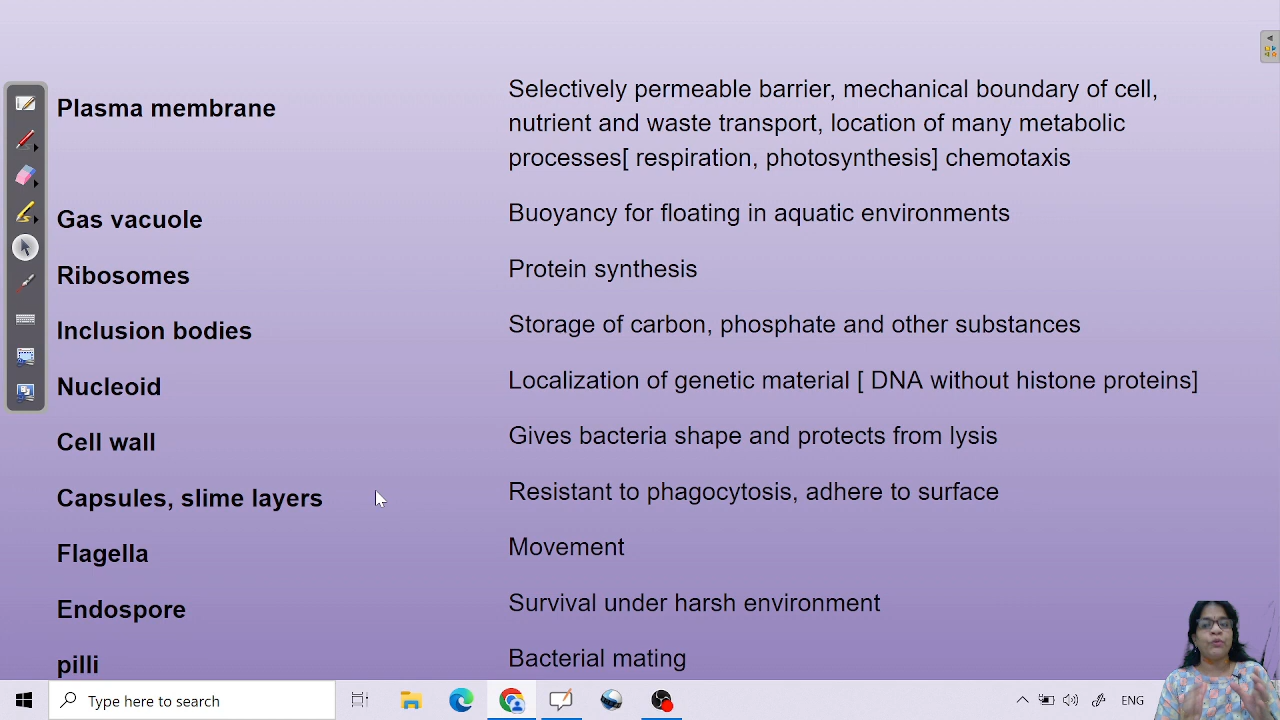 Plasma membrane
Selectively permeable barrier, mechanical boundary of cell,
nutrient and waste transport, location of many metabolic
processes[ respiration, photosynthesis] chemotaxis
Gas vacuole
Buoyancy for floating in aquatic environments
Ribosomes
Protein synthesis
Inclusion bodies
Storage of carbon, phosphate and other substances
Nucleoid
Localization of genetic material [ DNA without histone proteins]
Cell wall
Gives bacteria shape and protects from lysis
Capsules, slime layers
Resistant to phagocytosis, adhere to surface
Flagella
Movement
Endospore
Survival under harsh environment
pilli
Bacterial mating
Type here to search
ENG